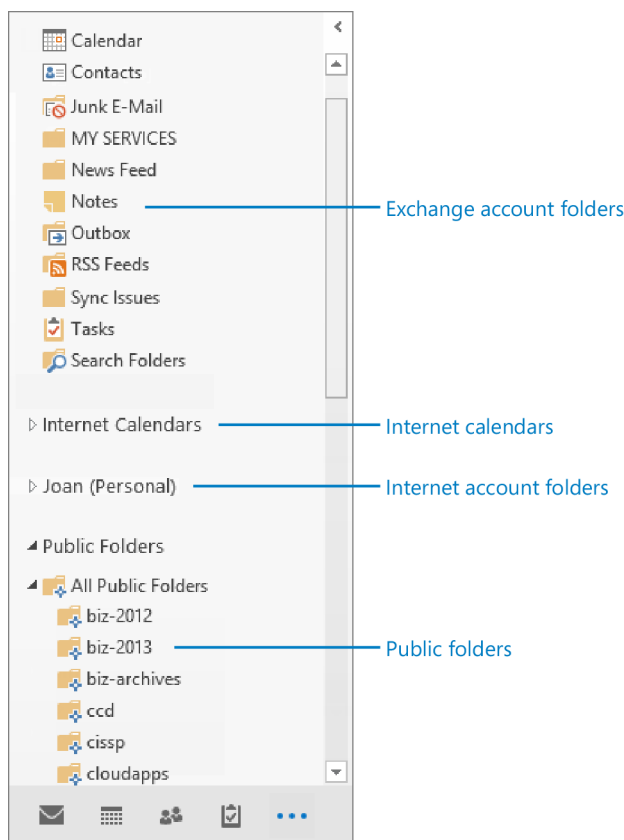 Calendar
Contacts
Junk E-Mail
MY SERVICES
News Feed
Notes
Exchange account folders
Outbox
RSS Feeds
Sync Issues
Tasks
Search Folders
Internet Calendars
Internet calendars
Joan (Personal)
Internet account folders
Public Folders
All Public Folders
biz-2012
biz-2013
Public folders
biz-archives
ccd
cissp
cloudapps